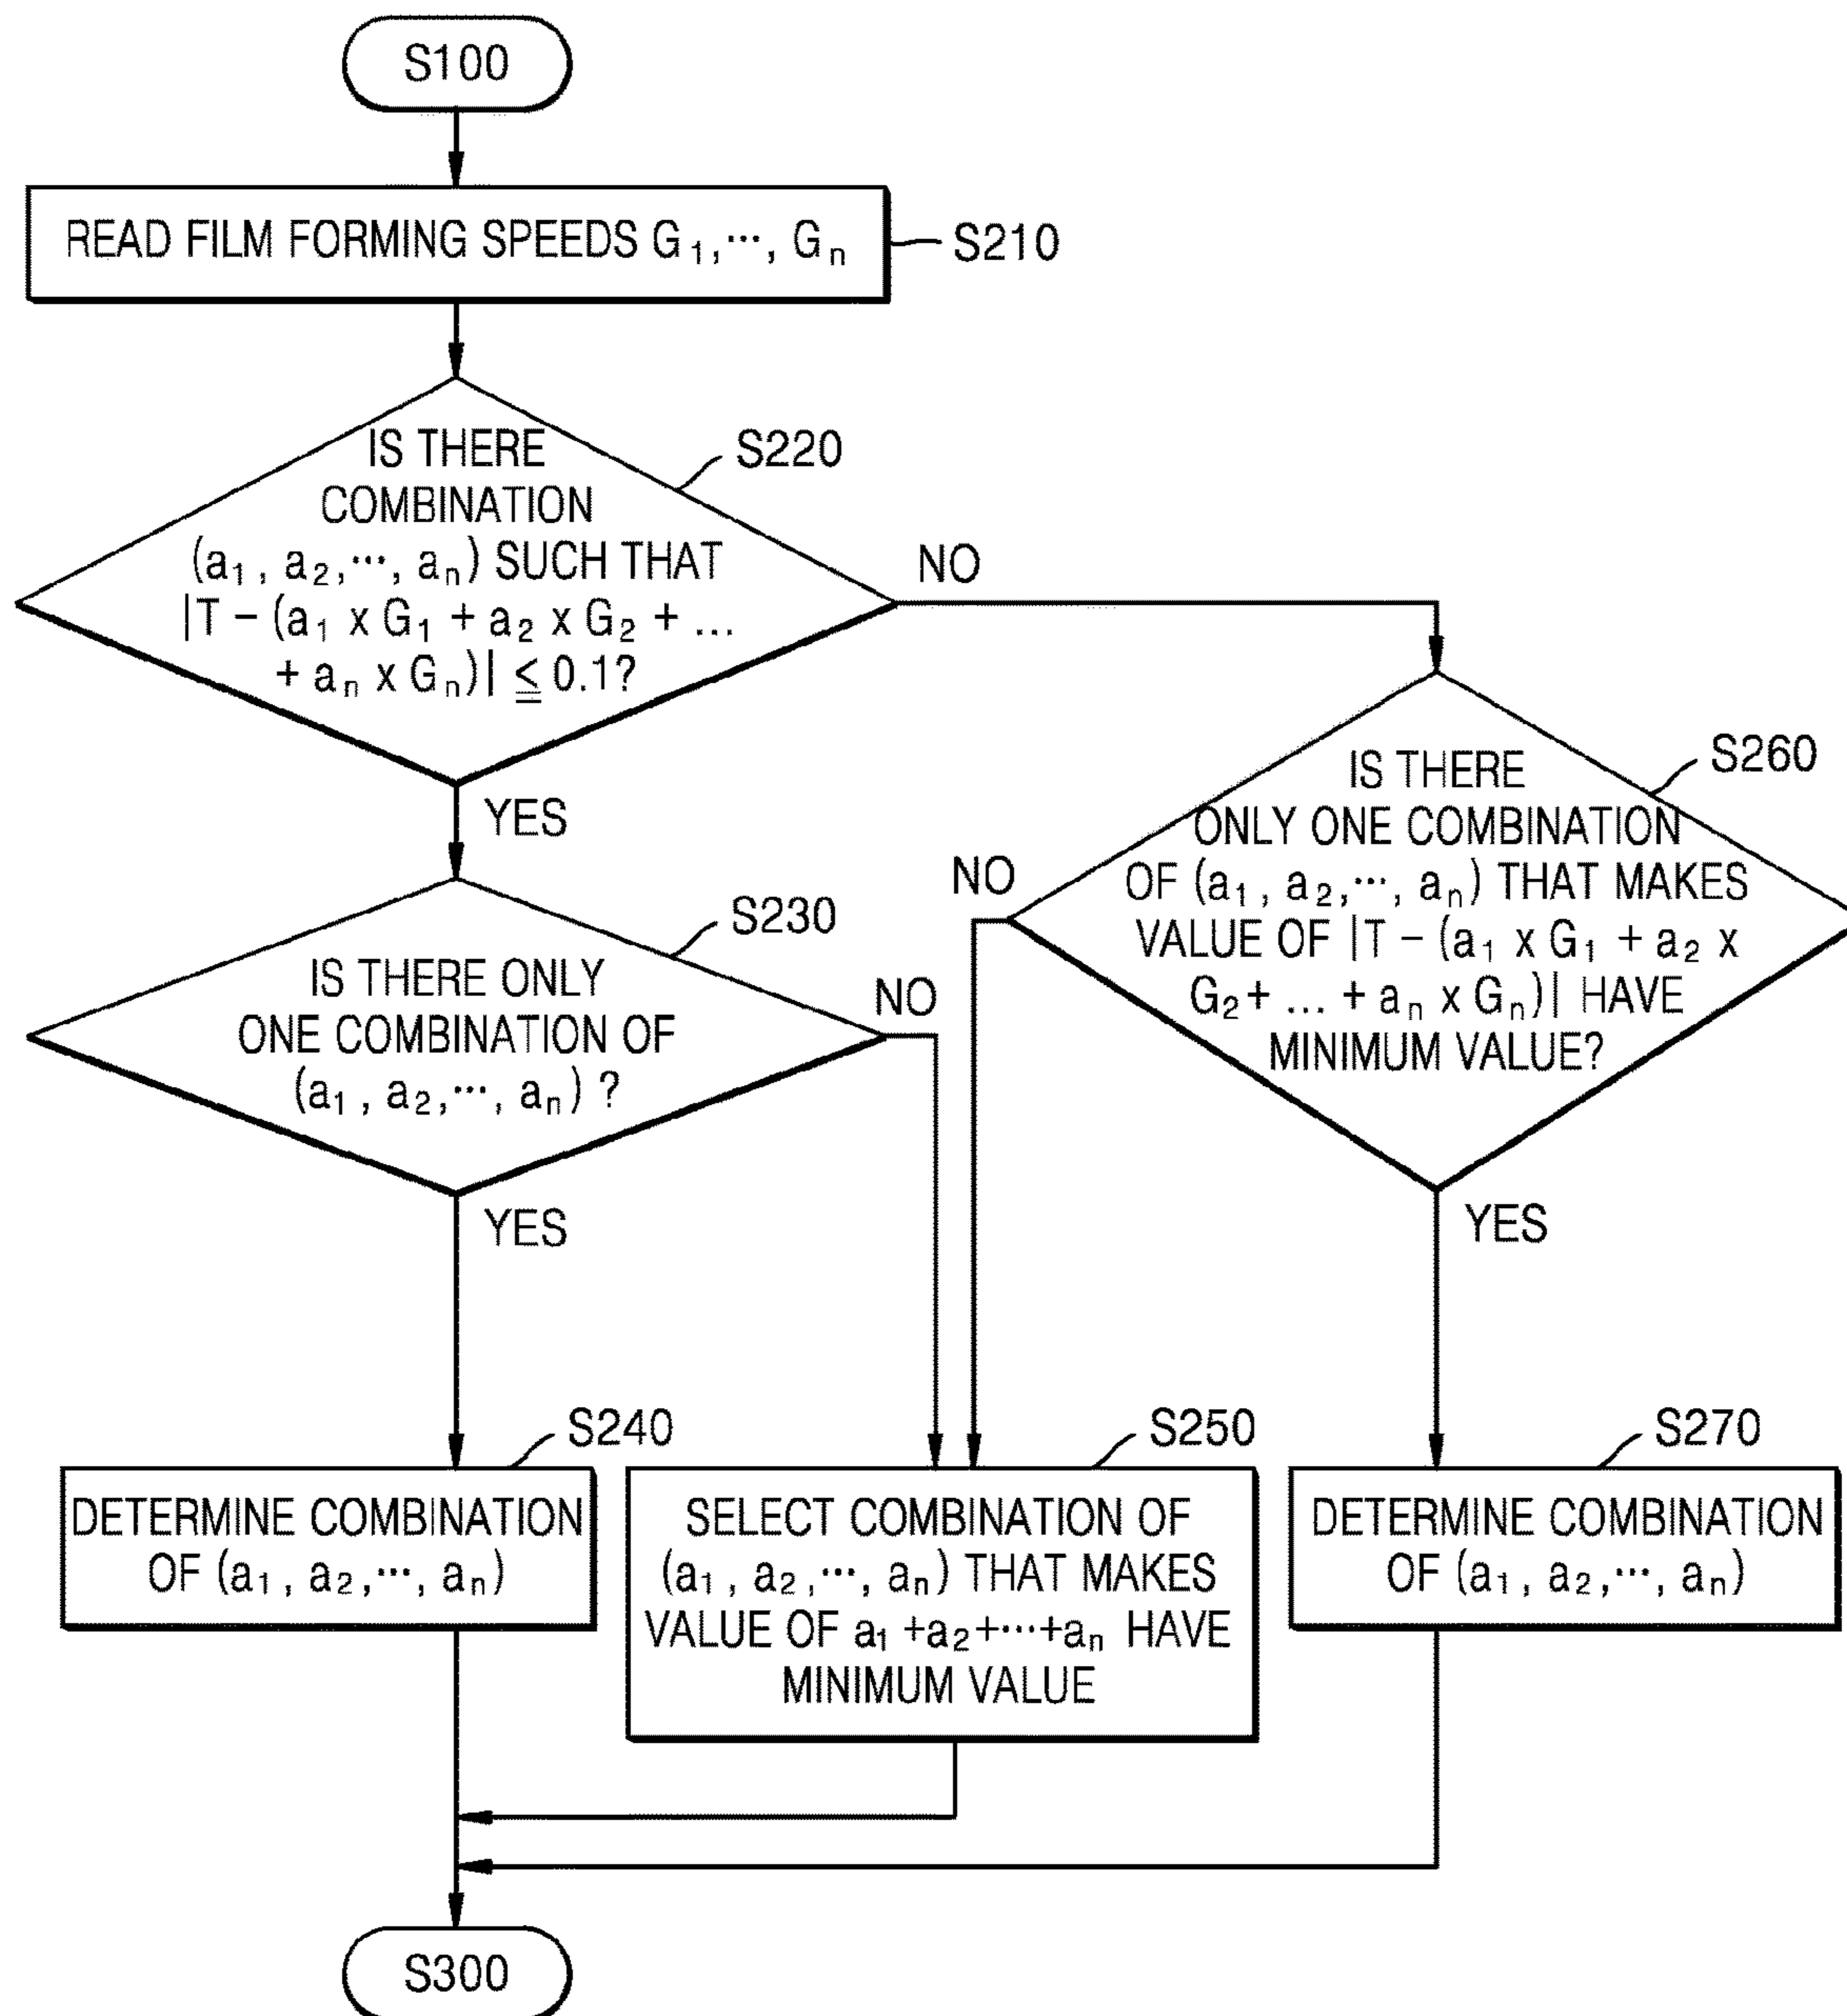 S100
READ FILM FORMING SPEEDS G₁,⋯, Gₙ
S210
IS THERE
COMBINATION
(a₁, a₂,⋯, aₙ) SUCH THAT
|T − (a₁ x G₁ + a₂ x G₂ + ...
+ aₙ x Gₙ)| ≦ 0.1?
S220
NO
YES
IS THERE ONLY
ONE COMBINATION OF
(a₁, a₂,⋯, aₙ) ?
S230
NO
YES
IS THERE
ONLY ONE COMBINATION
OF (a₁, a₂,⋯, aₙ) THAT MAKES
VALUE OF |T − (a₁ x G₁ + a₂ x
G₂+ ... + aₙ x Gₙ)| HAVE
MINIMUM VALUE?
S260
NO
YES
S240
DETERMINE COMBINATION
OF (a₁, a₂,⋯, aₙ)
S250
SELECT COMBINATION OF
(a₁, a₂,⋯, aₙ) THAT MAKES
VALUE OF a₁+a₂+⋯+aₙ HAVE
MINIMUM VALUE
S270
DETERMINE COMBINATION
OF (a₁, a₂,⋯, aₙ)
S300